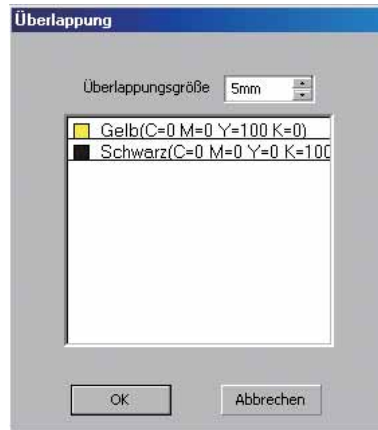 Überlappung
Überlappungsgröße 5mm
Gelb(C=0 M=0 Y=100 K=0)
Schwarz(C=0 M=0 Y=0 K=100
OK Abbrechen